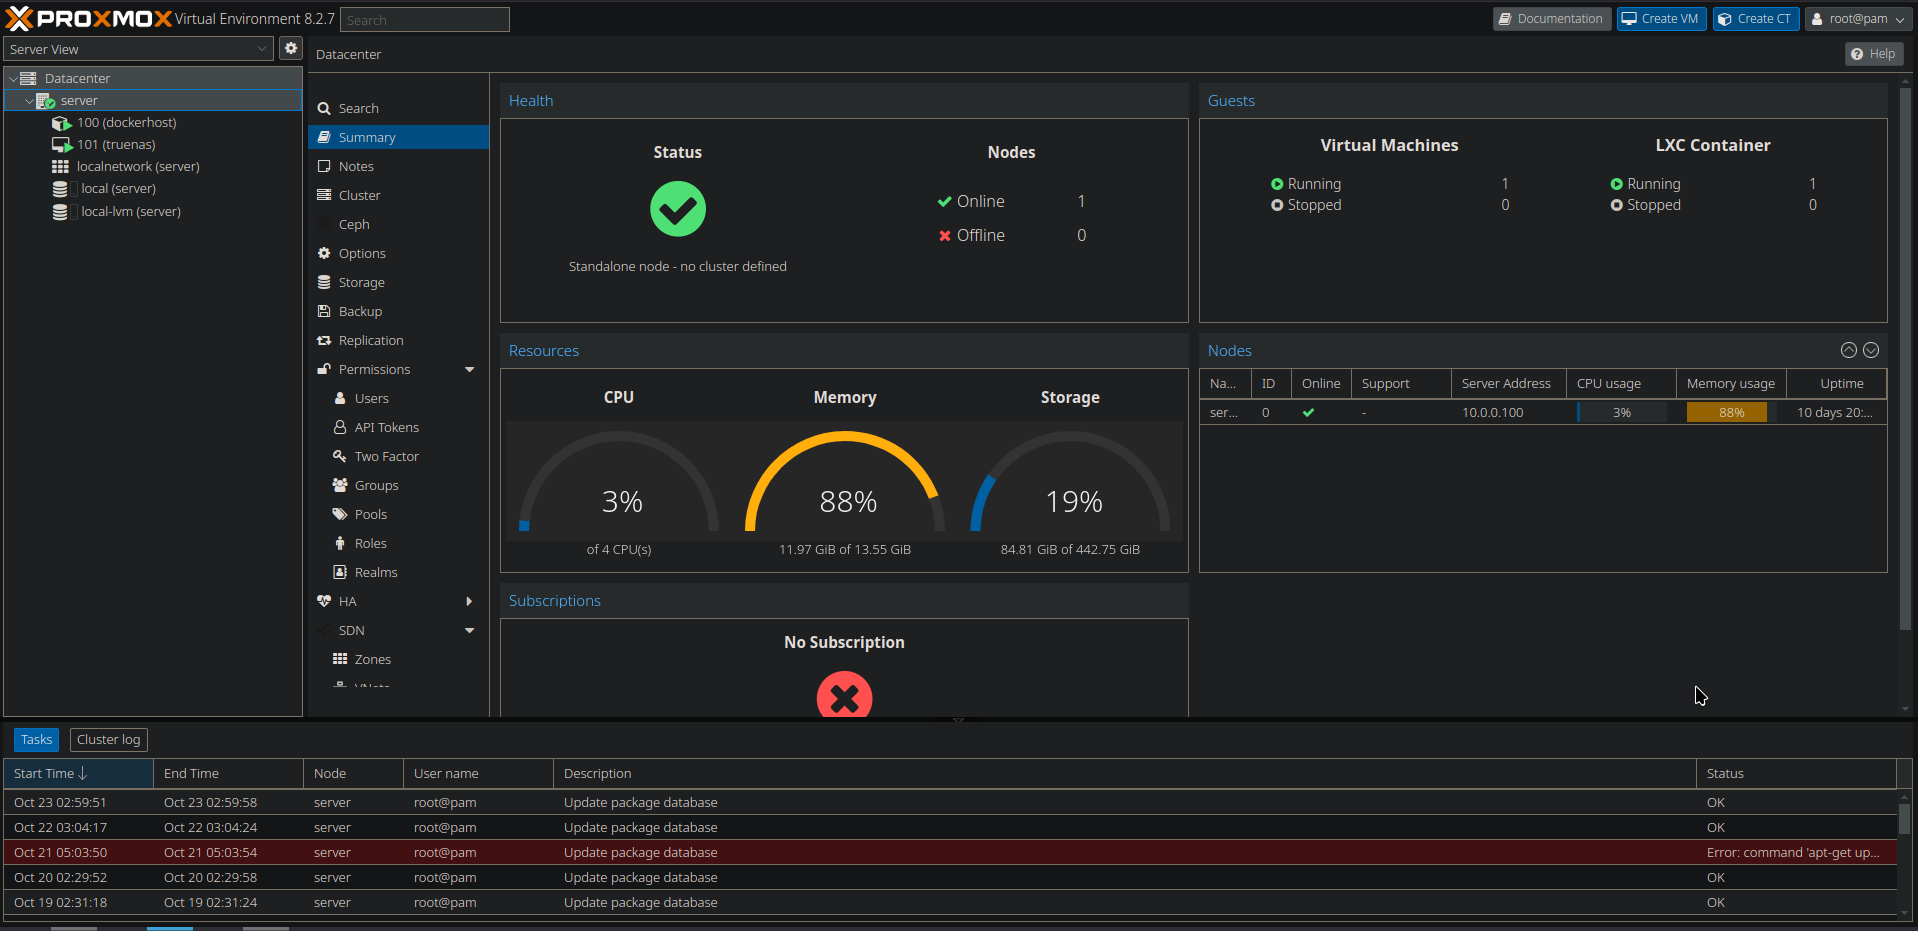 PROXMOX Virtual Environment 8.2.7 Search Documentation Create VM Create CT root@pam
Server View
Datacenter
server
100 (dockerhost)
101 (truenas)
localnetwork (server)
local (server)
local-lvm (server)
Datacenter Help
Search
Summary
Notes
Cluster
Ceph
Options
Storage
Backup
Replication
Permissions
Users
API Tokens
Two Factor
Groups
Pools
Roles
Realms
HA
SDN
Zones
VNets
Health
Status Nodes
Online 1
Offline 0
Standalone node - no cluster defined
Guests
Virtual Machines LXC Container
Running 1 Running 1
Stopped 0 Stopped 0
Resources
CPU Memory Storage
3% 88% 19%
of 4 CPU(s) 11.97 GiB of 13.55 GiB 84.81 GiB of 442.75 GiB
Nodes
Na... ID Online Support Server Address CPU usage Memory usage Uptime
ser... 0 - 10.0.0.100 3% 88% 10 days 20:...
Subscriptions
No Subscription
Tasks Cluster log
Start Time End Time Node User name Description Status
Oct 23 02:59:51 Oct 23 02:59:58 server root@pam Update package database OK
Oct 22 03:04:17 Oct 22 03:04:24 server root@pam Update package database OK
Oct 21 05:03:50 Oct 21 05:03:54 server root@pam Update package database Error: command 'apt-get up...
Oct 20 02:29:52 Oct 20 02:29:58 server root@pam Update package database OK
Oct 19 02:31:18 Oct 19 02:31:24 server root@pam Update package database OK